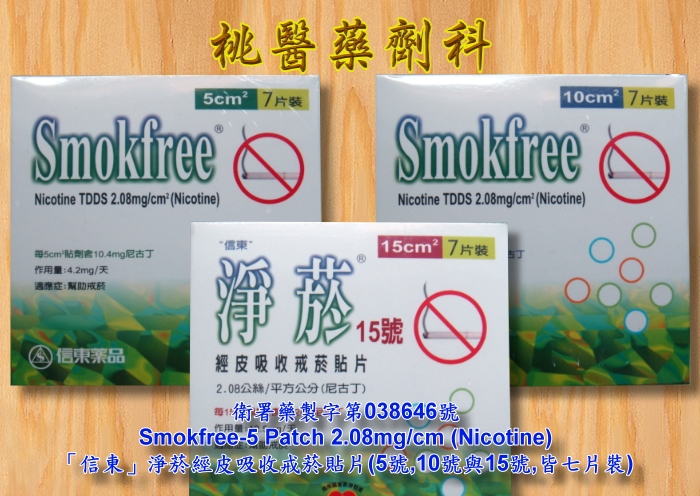 桃醫藥劑科
5cm² 7片裝
Smokfree®
Nicotine TDDS 2.08mg/cm² (Nicotine)
每5cm²貼劑含10.4mg尼古丁
作用量:4.2mg/天
適應症:幫助戒菸
信東藥品
10cm² 7片裝
Smokfree®
Nicotine TDDS 2.08mg/cm² (Nicotine)
"信東"
15cm² 7片裝
淨菸®
15號
經皮吸收戒菸貼片
2.08公絲/平方公分(尼古丁)
衛署藥製字第038646號
Smokfree-5 Patch 2.08mg/cm (Nicotine)
「信東」淨菸經皮吸收戒菸貼片(5號,10號與15號,皆七片裝)